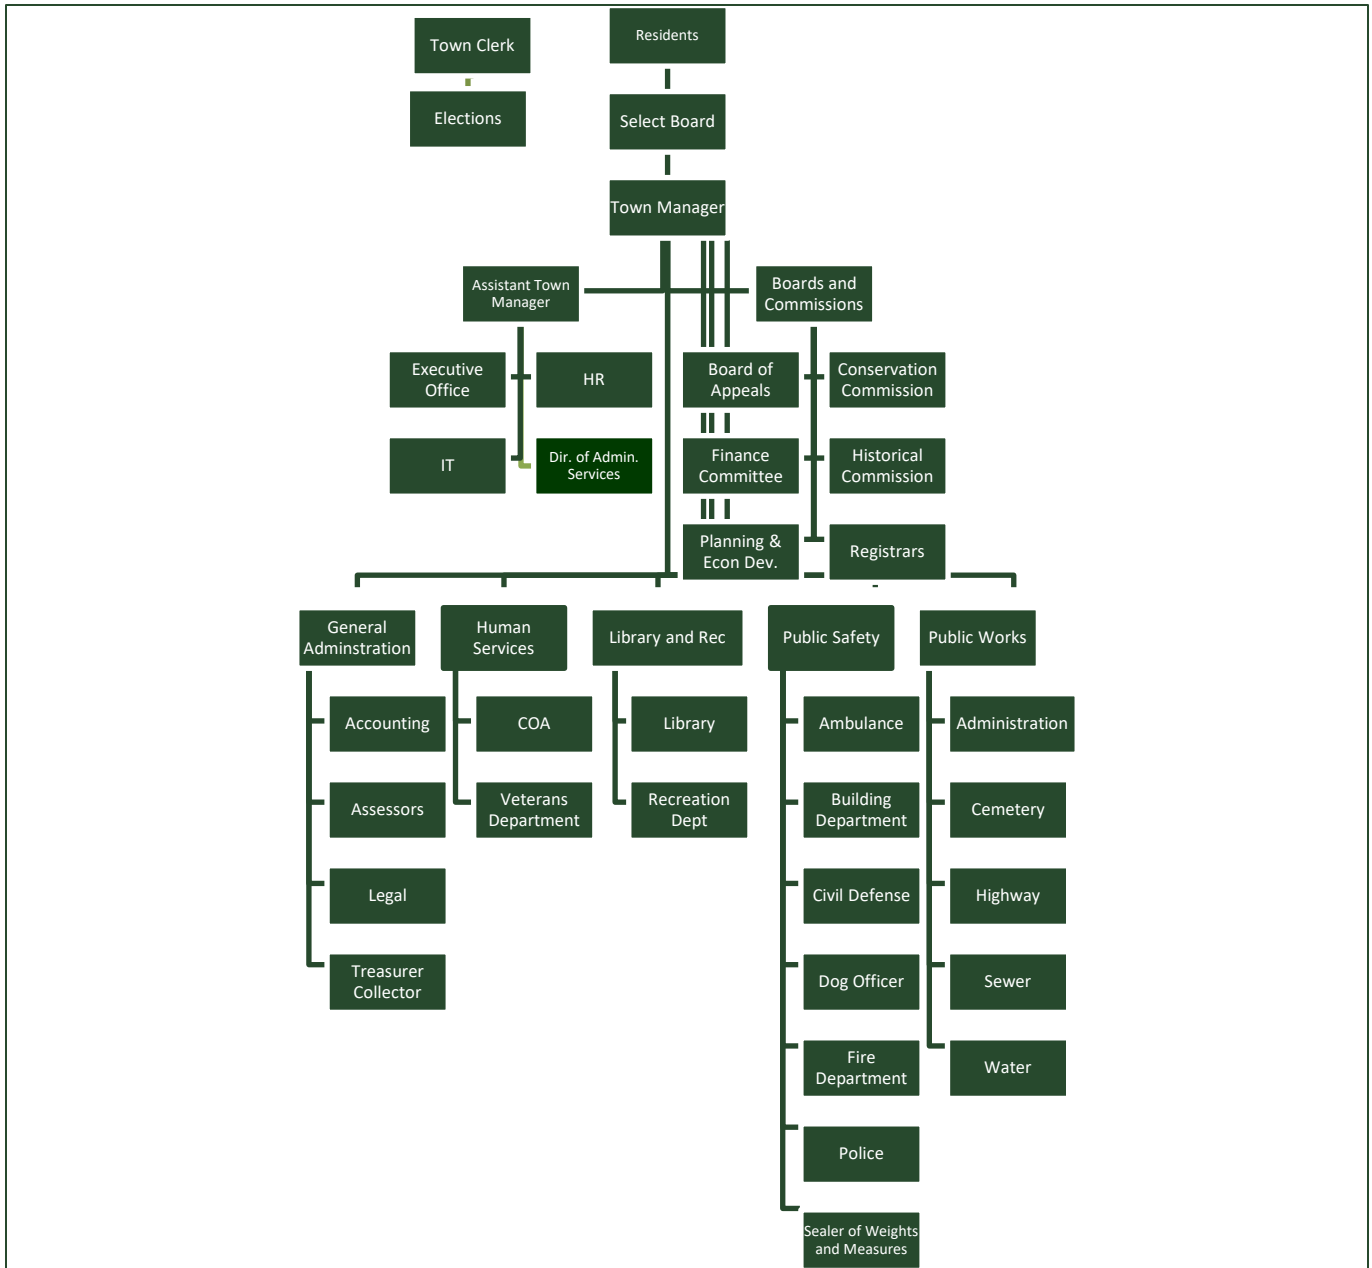 Town Clerk
Residents
Elections
Select Board
Town Manager
Assistant Town
Manager
Boards and
Commissions
Executive
Office
HR
Board of
Appeals
Conservation
Commission
IT
Dir. of Admin.
Services
Finance
Committee
Historical
Commission
Planning &
Econ Dev.
Registrars
General
Adminstration
Human
Services
Library and Rec
Public Safety
Public Works
Accounting
COA
Library
Ambulance
Administration
Assessors
Veterans
Department
Recreation
Dept
Building
Department
Cemetery
Legal
Civil Defense
Highway
Treasurer
Collector
Dog Officer
Sewer
Fire
Department
Water
Police
Sealer of Weights
and Measures